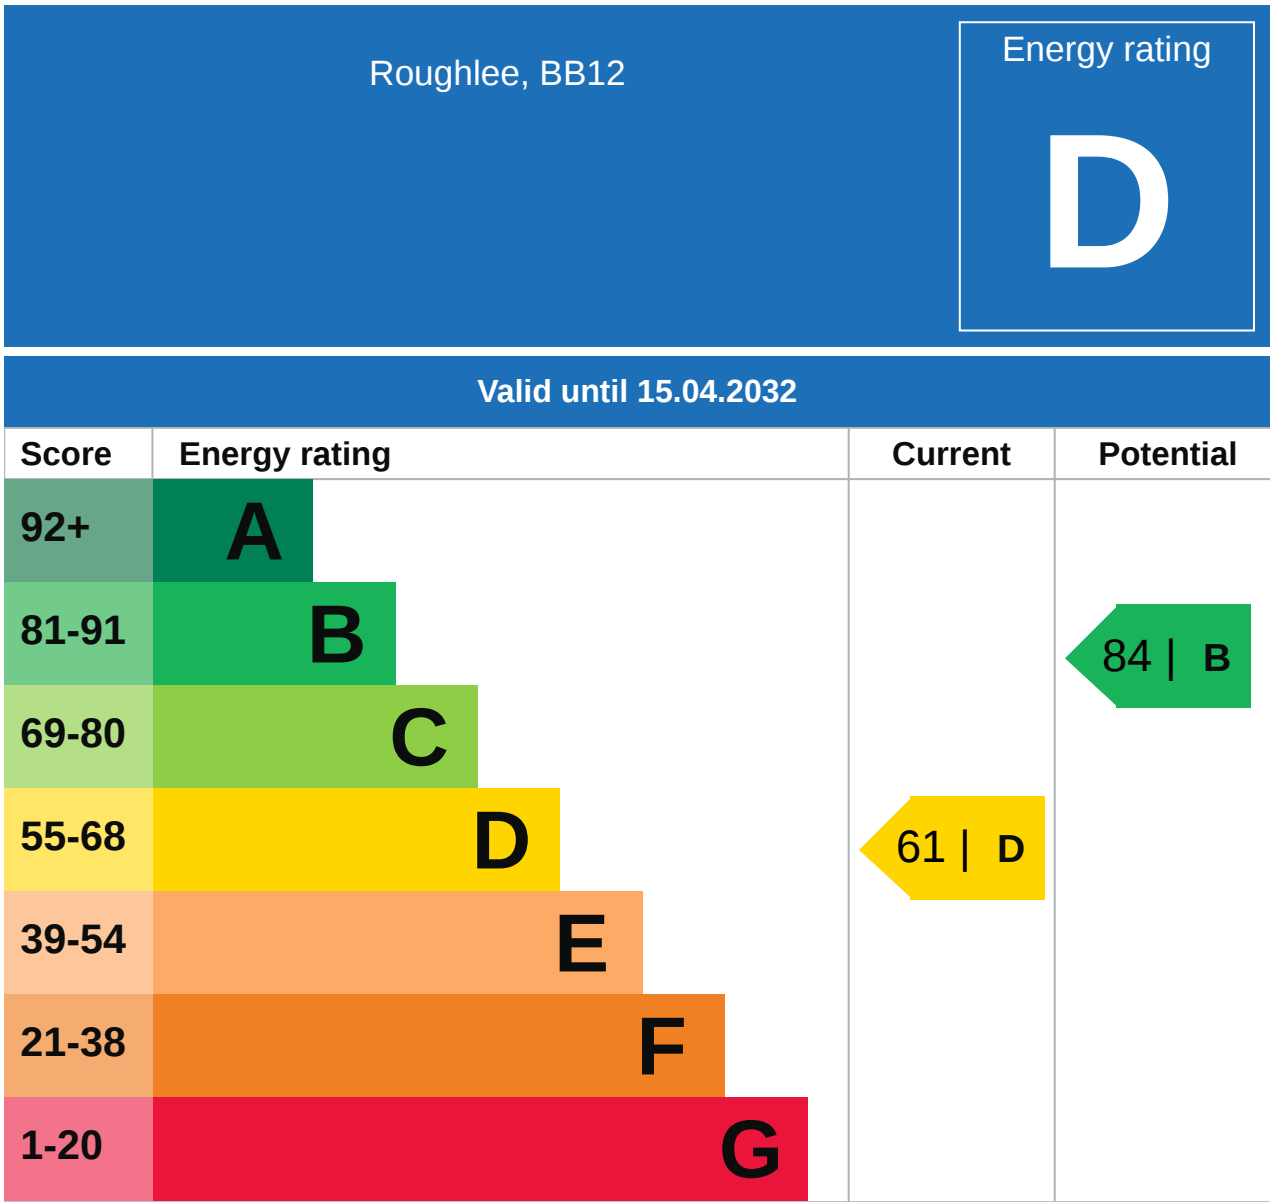 Roughlee, BB12
Energy rating
D
Valid until 15.04.2032
Score Energy rating Current Potential
92+ A
81-91 B 84 | B
69-80 C
55-68 D 61 | D
39-54 E
21-38 F
1-20 G